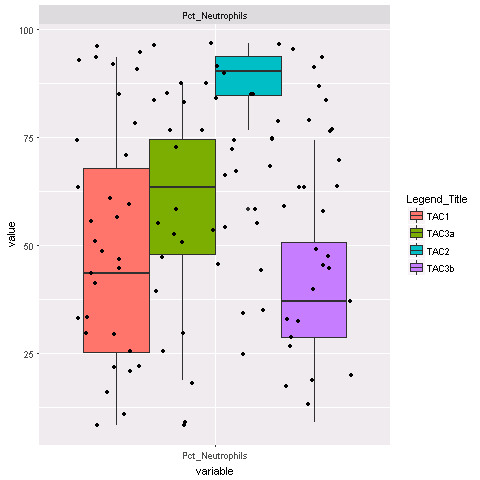 Pct_Neutrophils
100
75
50
25
value
Pct_Neutrophils
variable
Legend_Title
TAC1
TAC3a
TAC2
TAC3b